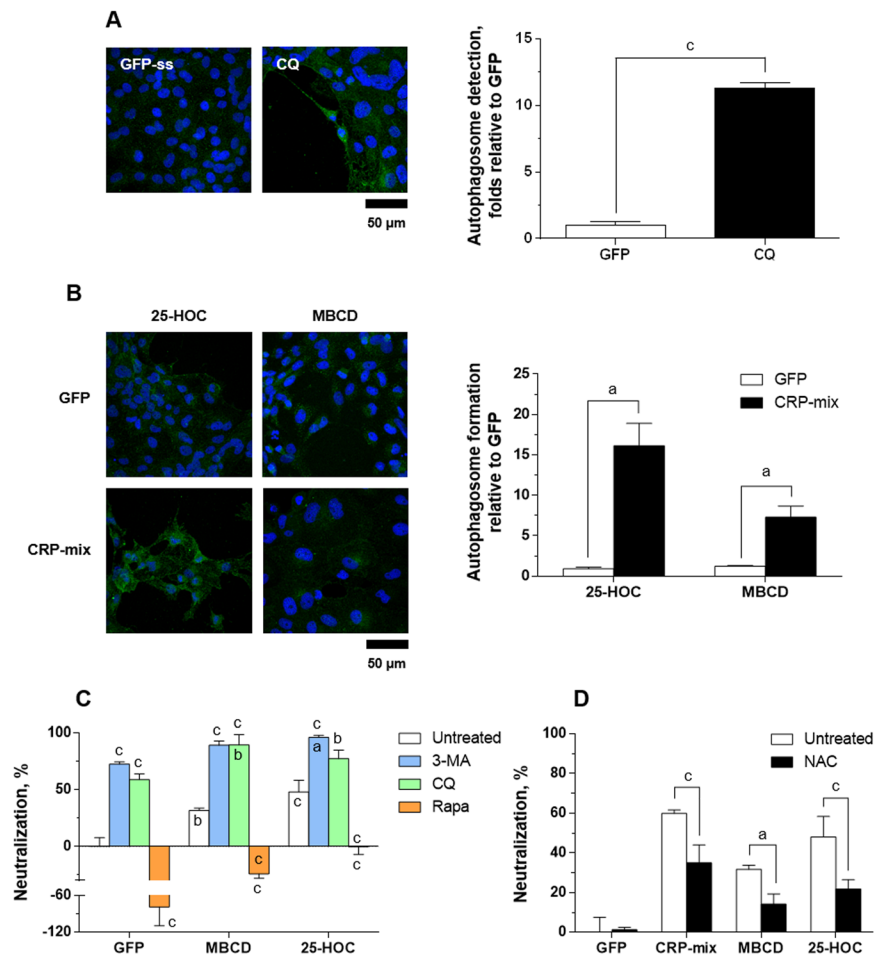 A
GFP-ss
CQ
50 µm
Autophagosome detection,
folds relative to GFP
15
10
5
0
c
GFP
CQ
B
25-HOC
MBCD
GFP
CRP-mix
50 µm
Autophagosome formation
relative to GFP
25
20
15
10
5
0
a
a
GFP
CRP-mix
25-HOC
MBCD
C
Neutralization, %
100
50
0
-60
-120
c
c
c
c
c
b
c
b
c
a
b
c
c
c
c
c
Untreated
3-MA
CQ
Rapa
GFP
MBCD
25-HOC
D
Neutralization, %
100
80
60
40
20
0
c
a
c
Untreated
NAC
GFP
CRP-mix
MBCD
25-HOC